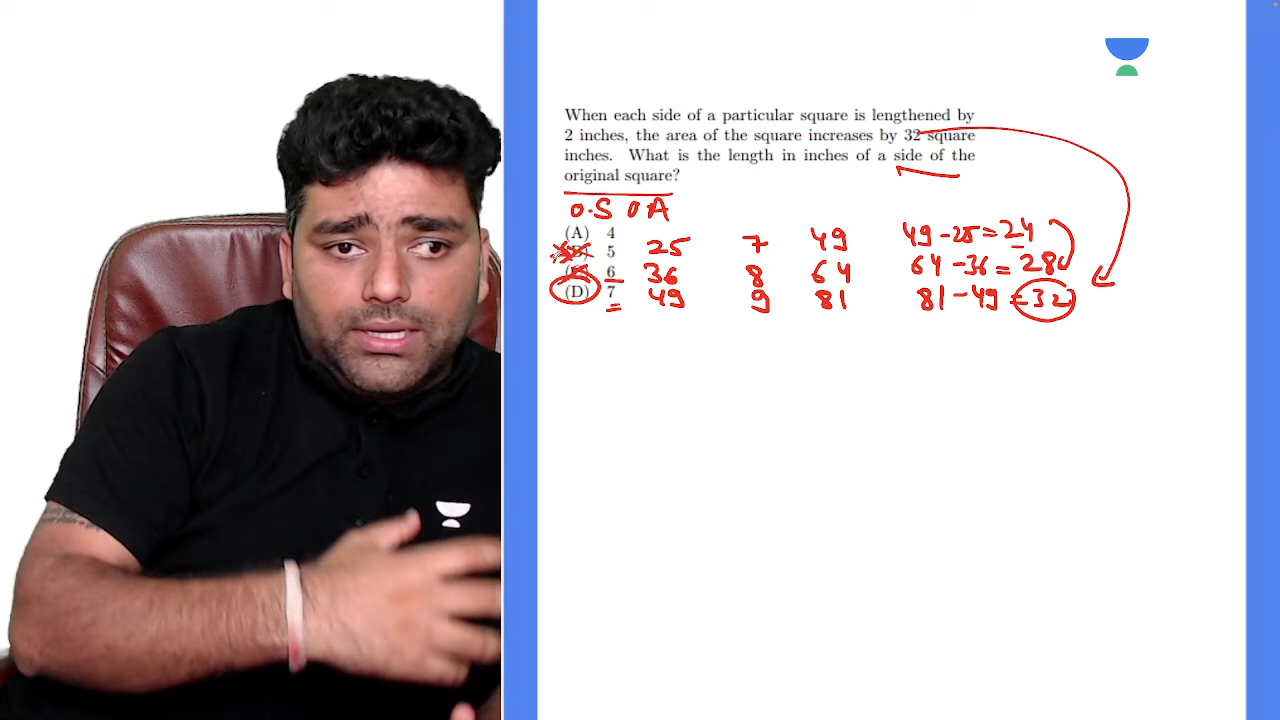 When each side of a particular square is lengthened by
2 inches, the area of the square increases by 32 square
inches. What is the length in inches of a side of the
original square?
O.S O A
(A) 4
5 25 7 49 49 - 25 = 24
6 36 8 64 64 - 36 = 28
(D) 7 49 9 81 81 - 49 = 32